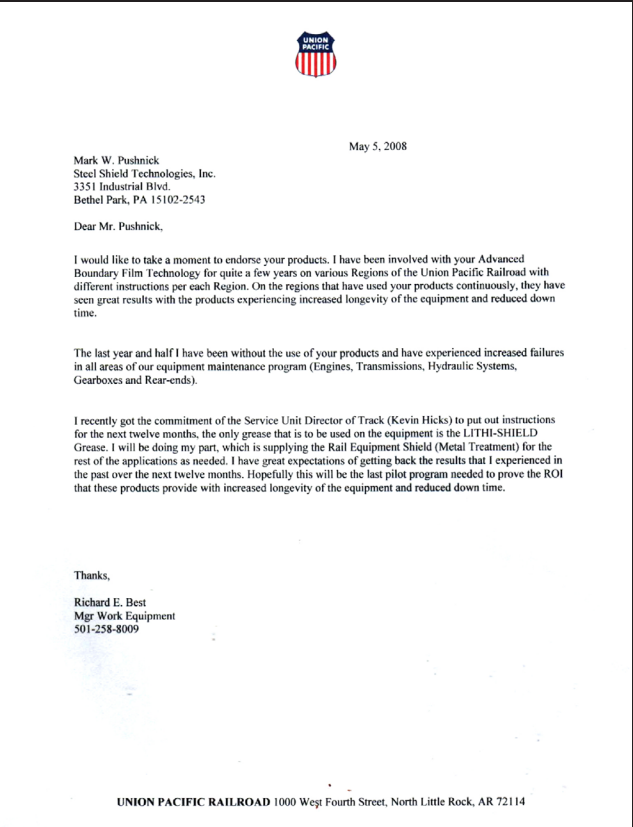 UNION
PACIFIC
May 5, 2008
Mark W. Pushnick
Steel Shield Technologies, Inc.
3351 Industrial Blvd.
Bethel Park, PA 15102-2543
Dear Mr. Pushnick,
I would like to take a moment to endorse your products. I have been involved with your Advanced
Boundary Film Technology for quite a few years on various Regions of the Union Pacific Railroad with
different instructions per each Region. On the regions that have used your products continuously, they have
seen great results with the products experiencing increased longevity of the equipment and reduced down
time.
The last year and half I have been without the use of your products and have experienced increased failures
in all areas of our equipment maintenance program (Engines, Transmissions, Hydraulic Systems,
Gearboxes and Rear-ends).
I recently got the commitment of the Service Unit Director of Track (Kevin Hicks) to put out instructions
for the next twelve months, the only grease that is to be used on the equipment is the LITHI-SHIELD
Grease. I will be doing my part, which is supplying the Rail Equipment Shield (Metal Treatment) for the
rest of the applications as needed. I have great expectations of getting back the results that I experienced in
the past over the next twelve months. Hopefully this will be the last pilot program needed to prove the ROI
that these products provide with increased longevity of the equipment and reduced down time.
Thanks,
Richard E. Best
Mgr Work Equipment
501-258-8009
UNION PACIFIC RAILROAD 1000 West Fourth Street, North Little Rock, AR 72114